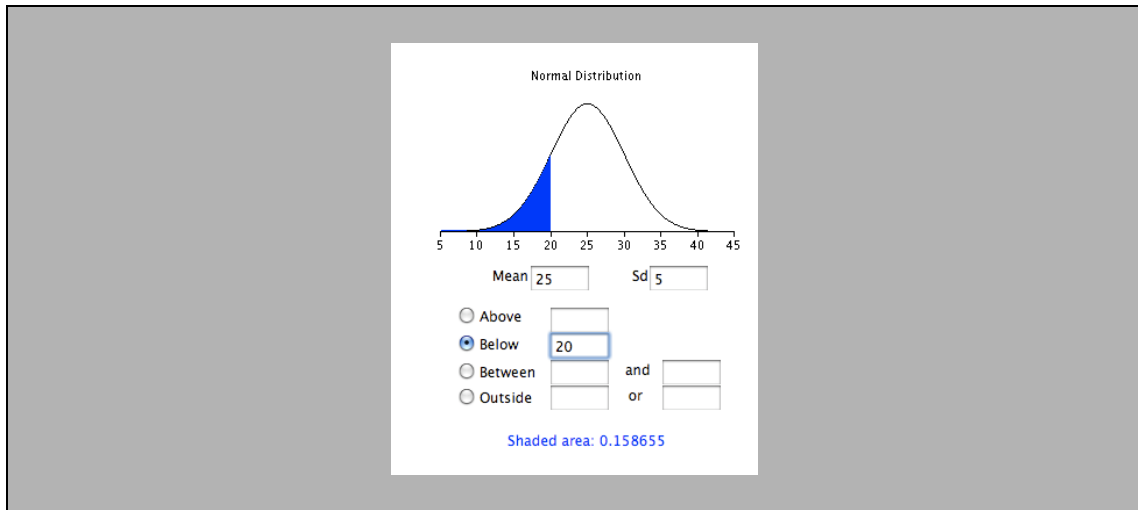 Normal Distribution
5 10 15 20 25 30 35 40 45
Mean 25 Sd 5
Above
Below 20
Between and
Outside or
Shaded area: 0.158655